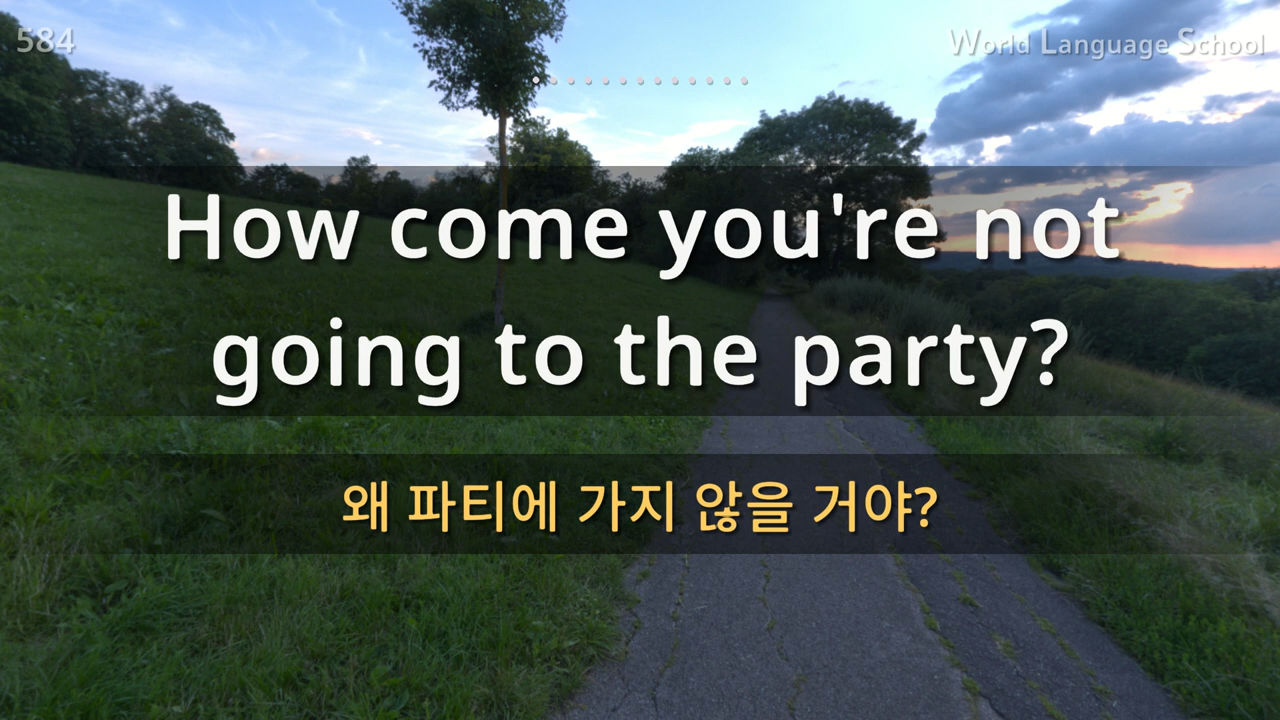 584
World Language School
How come you're not
going to the party?
왜 파티에 가지 않을 거야?